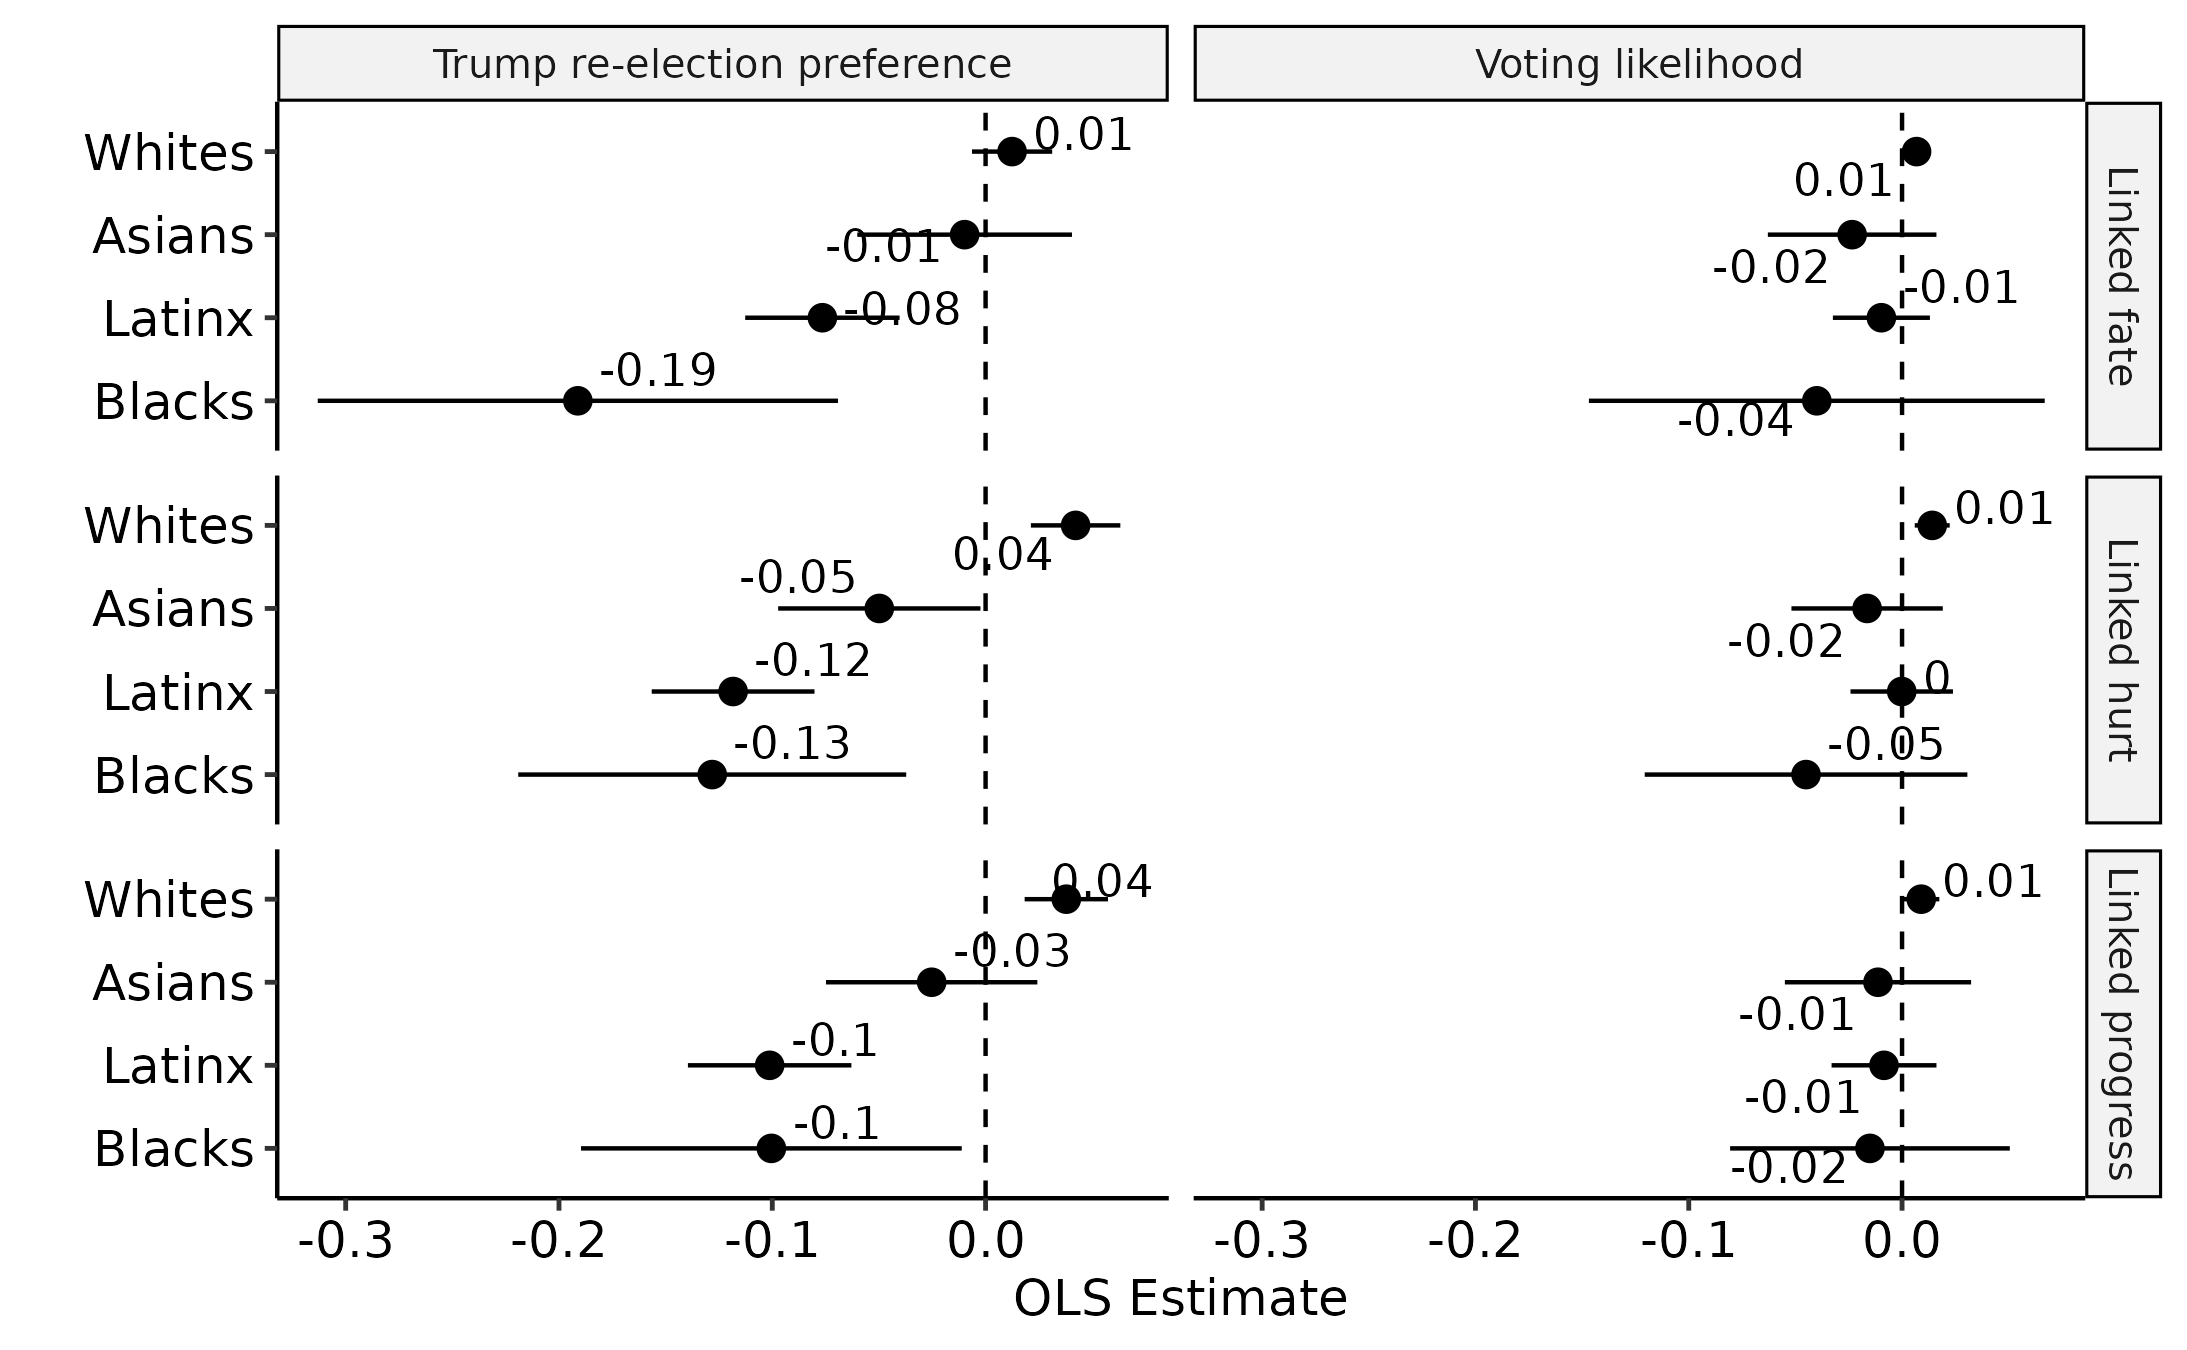 Trump re-election preference
Voting likelihood
Whites
0.01
0.01
Asians
-0.01
-0.02
Latinx
-0.08
-0.01
Blacks
-0.19
-0.04
Linked fate
Whites
0.04
0.01
Asians
-0.05
-0.02
Latinx
-0.12
0
Blacks
-0.13
-0.05
Linked hurt
Whites
0.04
0.01
Asians
-0.03
-0.01
Latinx
-0.1
-0.01
Blacks
-0.1
-0.02
Linked progress
-0.3 -0.2 -0.1 0.0
-0.3 -0.2 -0.1 0.0
OLS Estimate